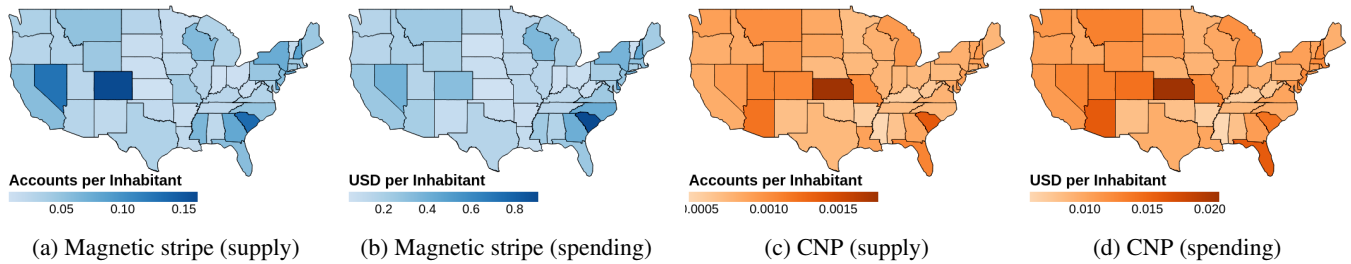 Accounts per Inhabitant
0.05 0.10 0.15
(a) Magnetic stripe (supply)
USD per Inhabitant
0.2 0.4 0.6 0.8
(b) Magnetic stripe (spending)
Accounts per Inhabitant
0.0005 0.0010 0.0015
(c) CNP (supply)
USD per Inhabitant
0.010 0.015 0.020
(d) CNP (spending)